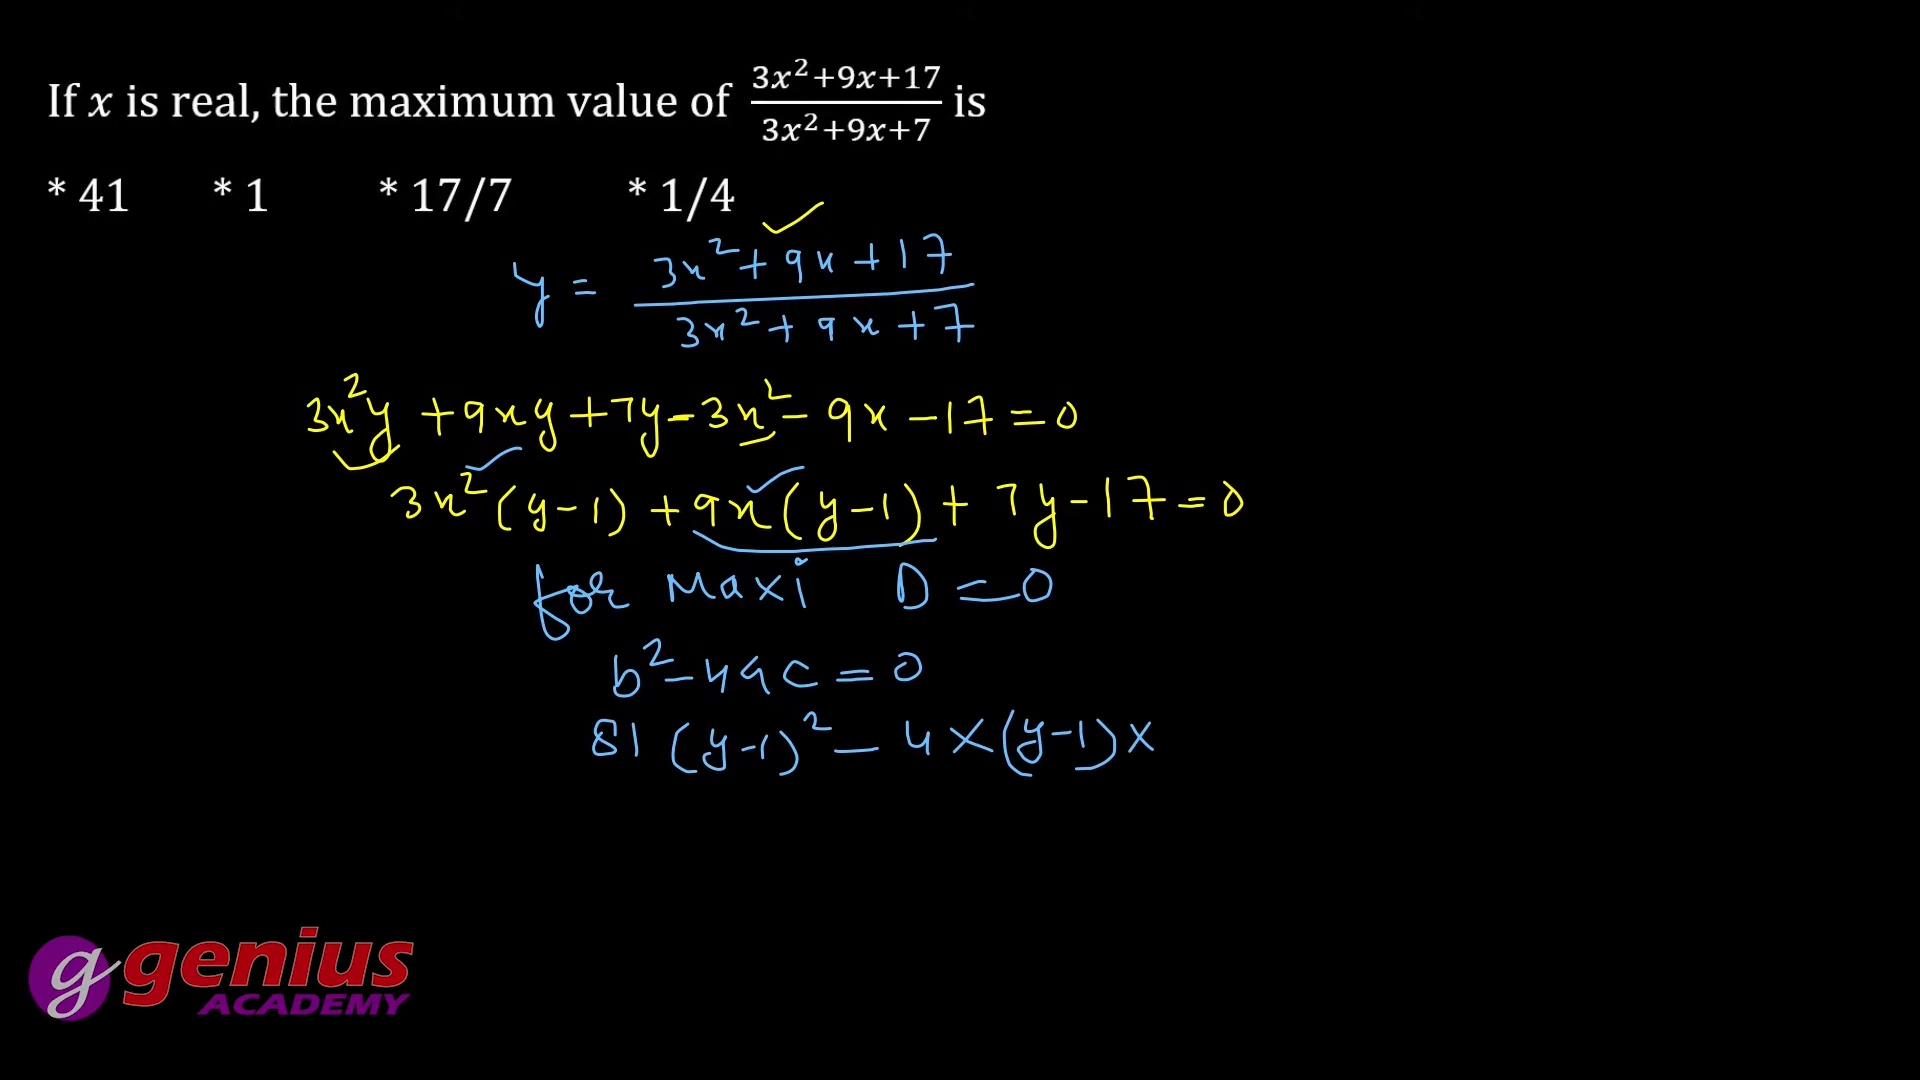 If x is real, the maximum value of (3x²+9x+17)/(3x²+9x+7) is
* 41 * 1 * 17/7 * 1/4
y = (3x²+9x+17)/(3x²+9x+7)
3x²y +9xy+7y-3x²-9x-17=0
3x²(y-1)+9x(y-1)+7y-17=0
for Maxi D=0
b²-4ac=0
81(y-1)²-4×(y-1)×
g genius
ACADEMY